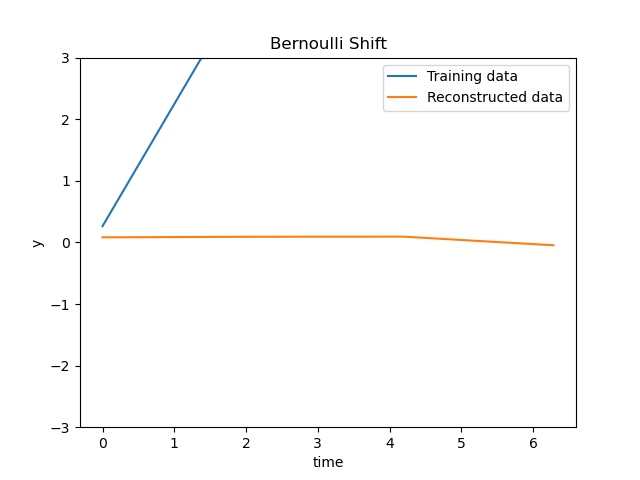 Bernoulli Shift
Training data
Reconstructed data
3
2
1
0
−1
−2
−3
y
0 1 2 3 4 5 6
time